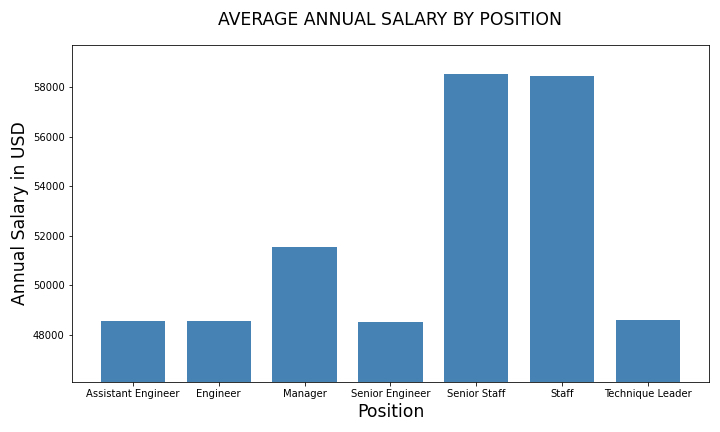 AVERAGE ANNUAL SALARY BY POSITION
Annual Salary in USD
58000
56000
54000
52000
50000
48000
Assistant Engineer
Engineer
Manager
Senior Engineer
Senior Staff
Staff
Technique Leader
Position